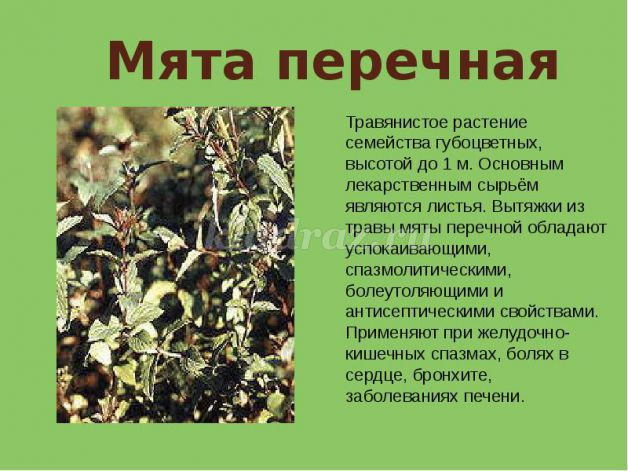 Мята перечная
Травянистое растение
семейства губоцветных,
высотой до 1 м. Основным
лекарственным сырьём
являются листья. Вытяжки из
травы мяты перечной обладают
успокаивающими,
спазмолитическими,
болеутоляющими и
антисептическими свойствами.
Применяют при желудочно-
кишечных спазмах, болях в
сердце, бронхите,
заболеваниях печени.